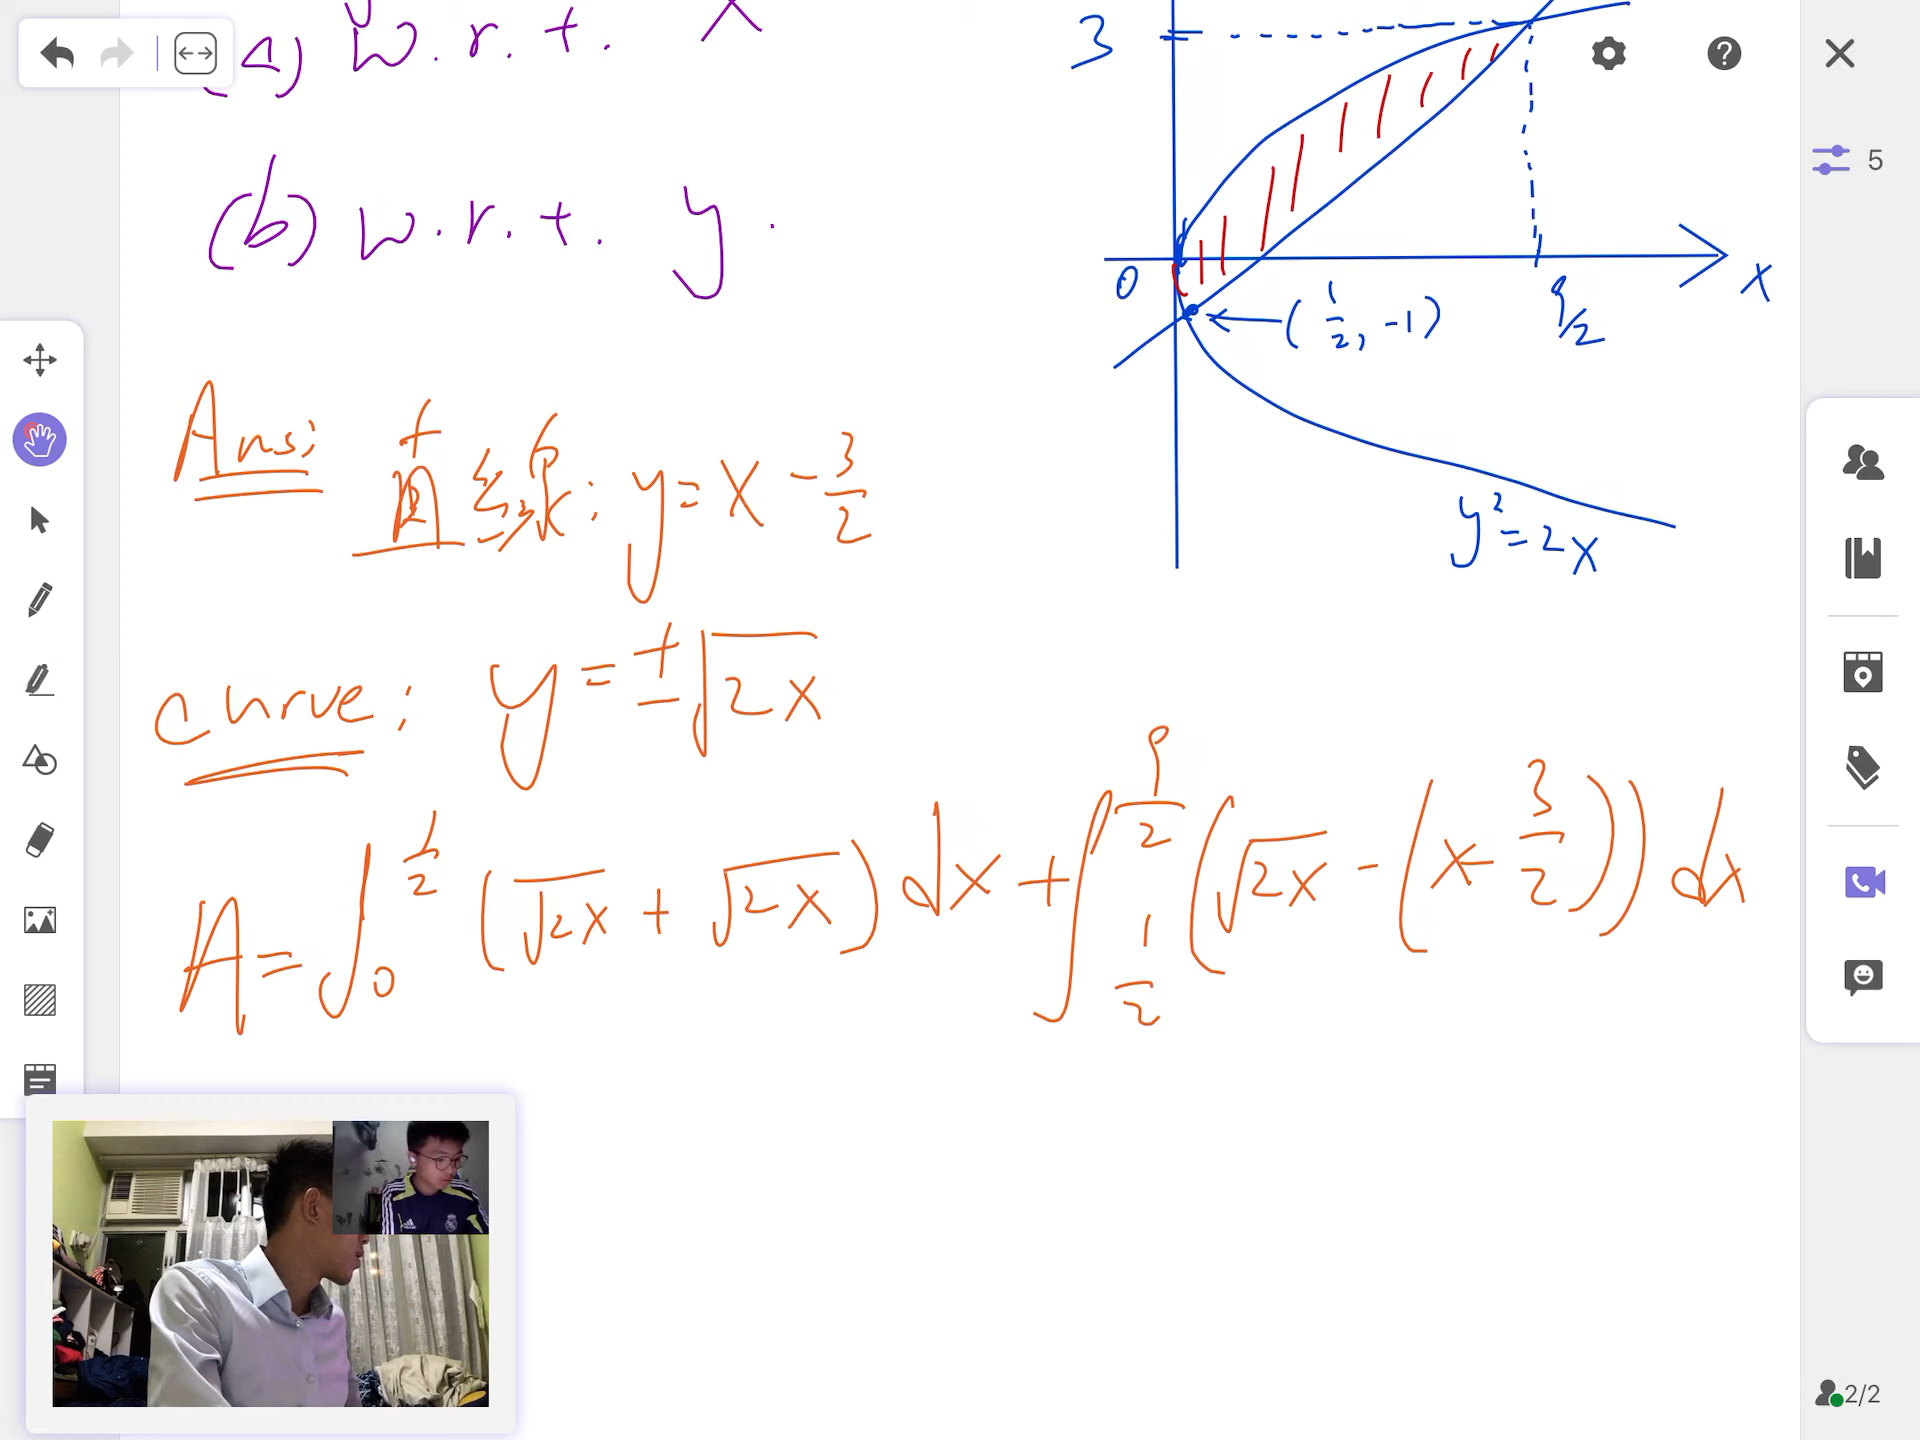 (a) w.r.t. x
(b) w.r.t. y.
3
0
x
9/2
(1/2, -1)
y² = 2x
Ans:
直線: y = x - 3/2
curve: y = ±√2x
A = ∫₀^(1/2) (√2x + √2x) dx + ∫_(1/2)^(9/2) (√2x - (x - 3/2)) dx
5
2/2